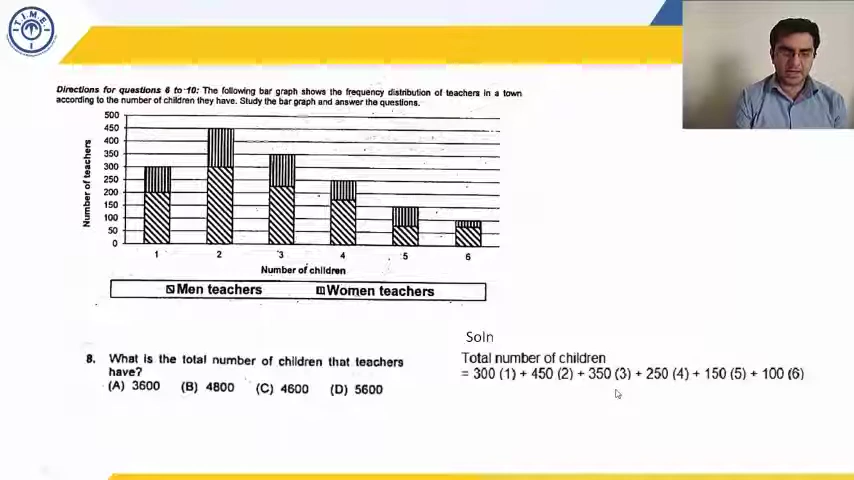 I.T.I.M.E.I
Directions for questions 6 to 10: The following bar graph shows the frequency distribution of teachers in a town
according to the number of children they have. Study the bar graph and answer the questions.
500
450
400
350
300
250
200
150
100
50
0
Number of teachers
1 2 3 4 5 6
Number of children
Men teachers Women teachers
Soln
8. What is the total number of children that teachers
have?
(A) 3600 (B) 4800 (C) 4600 (D) 5600
Total number of children
= 300 (1) + 450 (2) + 350 (3) + 250 (4) + 150 (5) + 100 (6)